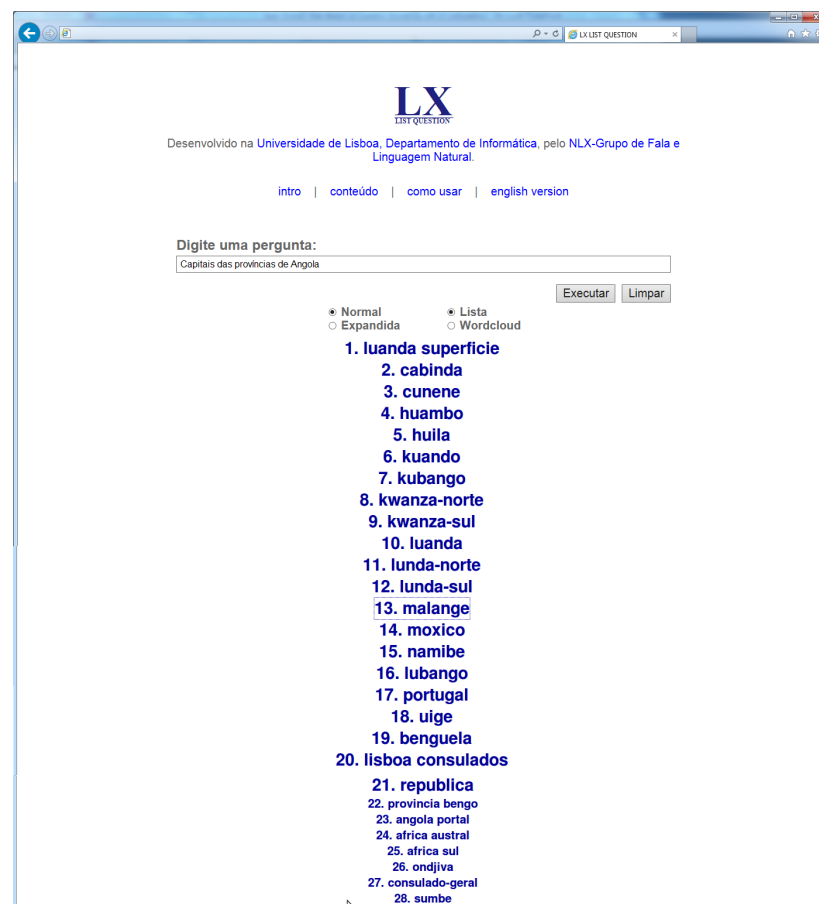 LX LIST QUESTION
LX
LIST QUESTION
Desenvolvido na Universidade de Lisboa, Departamento de Informática, pelo NLX-Grupo de Fala e
Linguagem Natural.
intro | conteúdo | como usar | english version
Digite uma pergunta:
Capitais das províncias de Angola
Executar Limpar
Normal Lista
Expandida Wordcloud
1. luanda superficie
2. cabinda
3. cunene
4. huambo
5. huila
6. kuando
7. kubango
8. kwanza-norte
9. kwanza-sul
10. luanda
11. lunda-norte
12. lunda-sul
13. malange
14. moxico
15. namibe
16. lubango
17. portugal
18. uige
19. benguela
20. lisboa consulados
21. republica
22. provincia bengo
23. angola portal
24. africa austral
25. africa sul
26. ondjiva
27. consulado-geral
28. sumbe